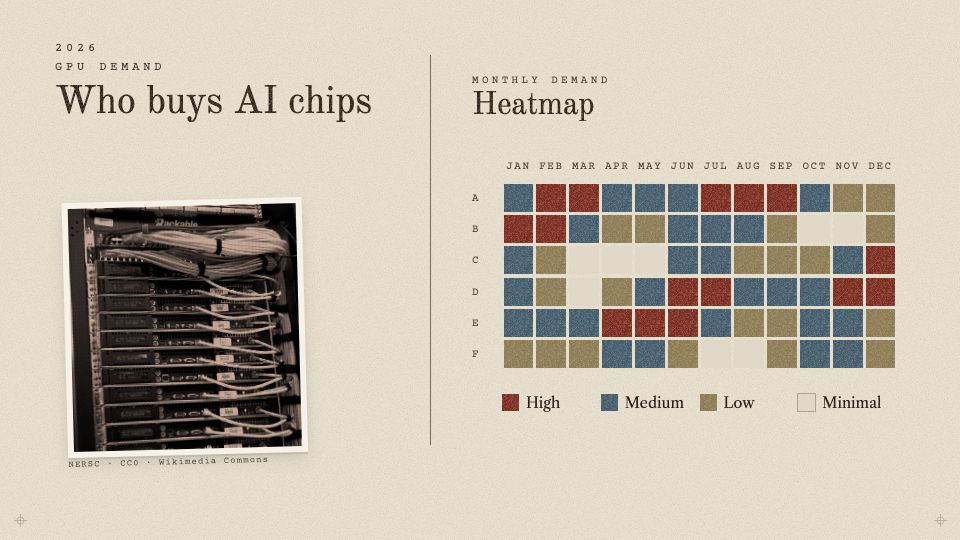 2026
GPU DEMAND
Who buys AI chips
Rackable
NERSC · CC0 · Wikimedia Commons
MONTHLY DEMAND
Heatmap
JAN FEB MAR APR MAY JUN JUL AUG SEP OCT NOV DEC
A
B
C
D
E
F
High Medium Low Minimal